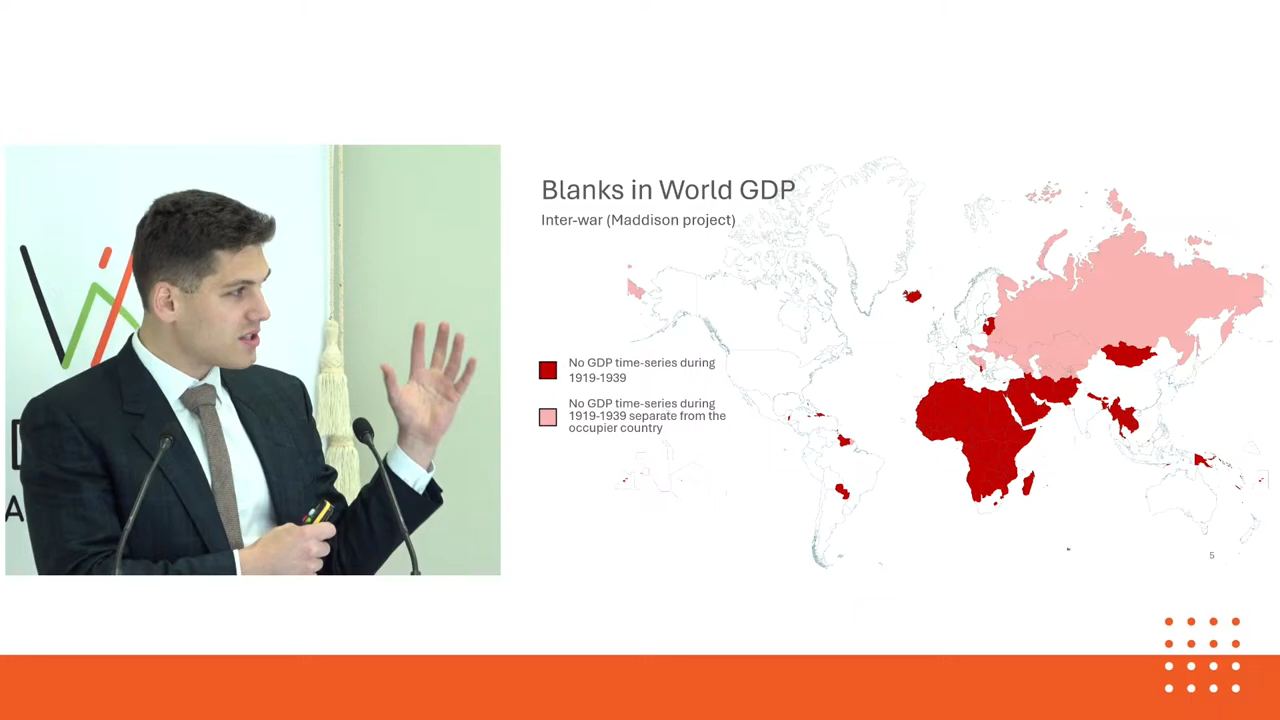 Blanks in World GDP
Inter-war (Maddison project)
No GDP time-series during
1919-1939
No GDP time-series during
1919-1939 separate from the
occupier country
5